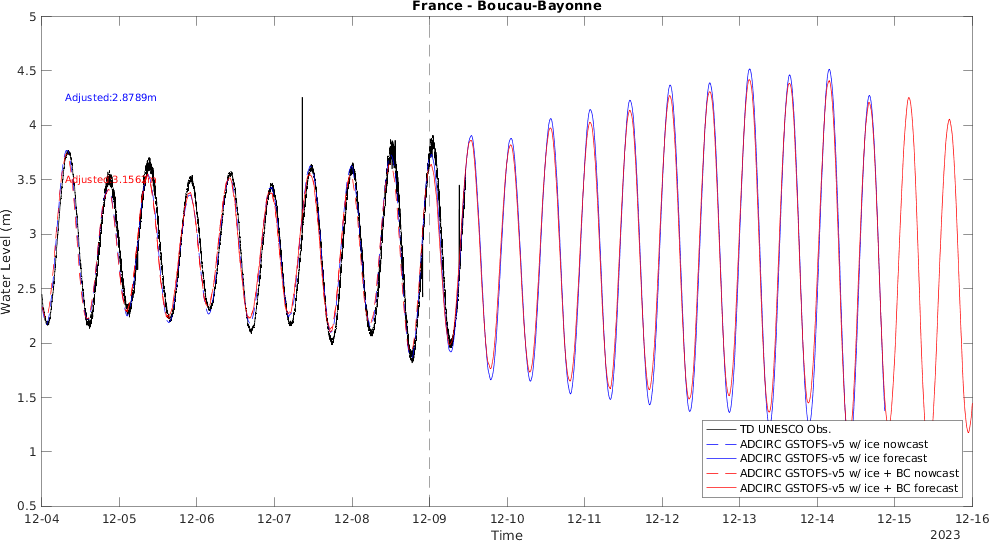 France - Boucau-Bayonne
5
4.5
Adjusted:2.8789m
4
3.5
3
2.5
2
1.5
1
0.5
Water Level (m)
TD UNESCO Obs.
ADCIRC GSTOFS-v5 w/ ice nowcast
ADCIRC GSTOFS-v5 w/ ice forecast
ADCIRC GSTOFS-v5 w/ ice + BC nowcast
ADCIRC GSTOFS-v5 w/ ice + BC forecast
12-04 12-05 12-06 12-07 12-08 12-09 12-10 12-11 12-12 12-13 12-14 12-15 12-16
Time
2023